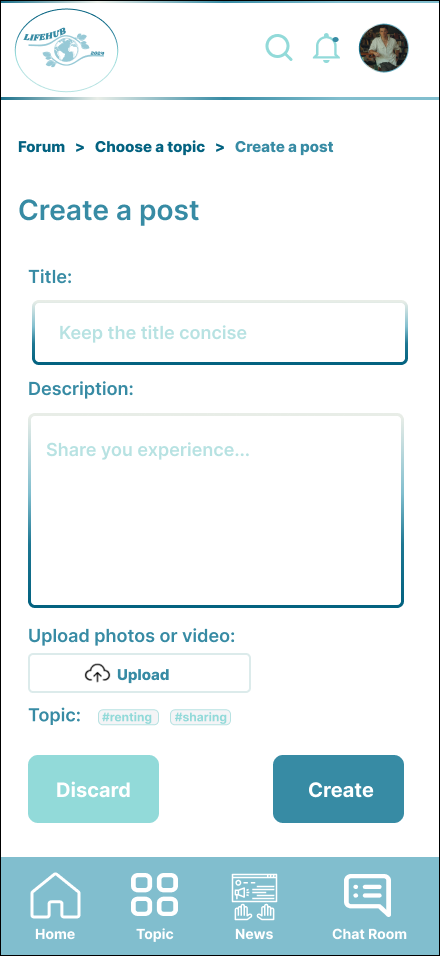 LIFEHUB
2024
Forum > Choose a topic > Create a post
Create a post
Title:
Keep the title concise
Description:
Share you experience...
Upload photos or video:
Upload
Topic: #renting #sharing
Discard Create
Home Topic News Chat Room